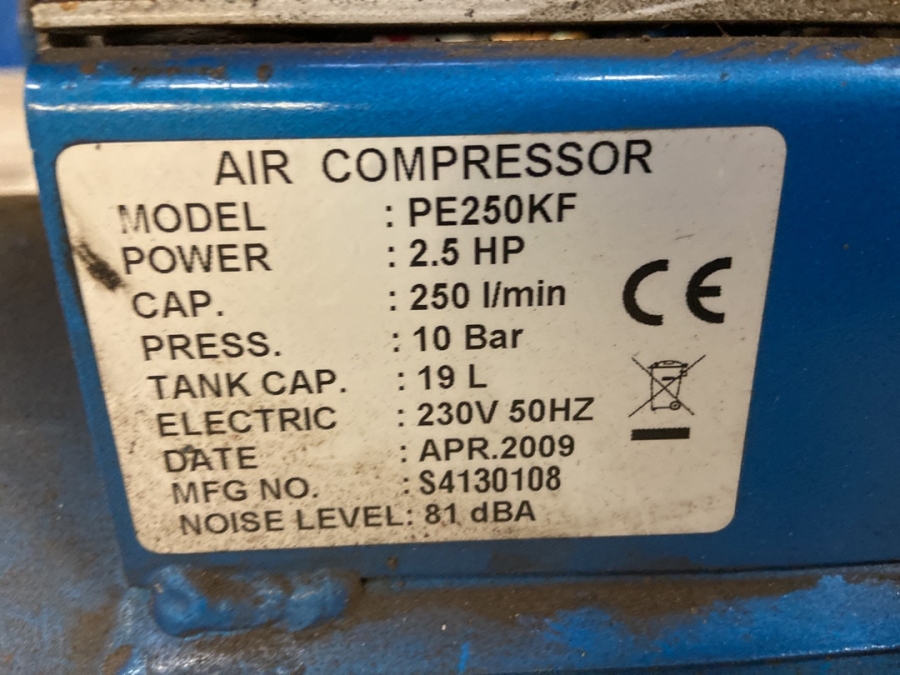 AIR COMPRESSOR
MODEL : PE250KF
POWER : 2.5 HP
CAP. : 250 l/min
PRESS. : 10 Bar
TANK CAP. : 19 L
ELECTRIC : 230V 50HZ
DATE : APR.2009
MFG NO. : S4130108
NOISE LEVEL: 81 dBA
CE